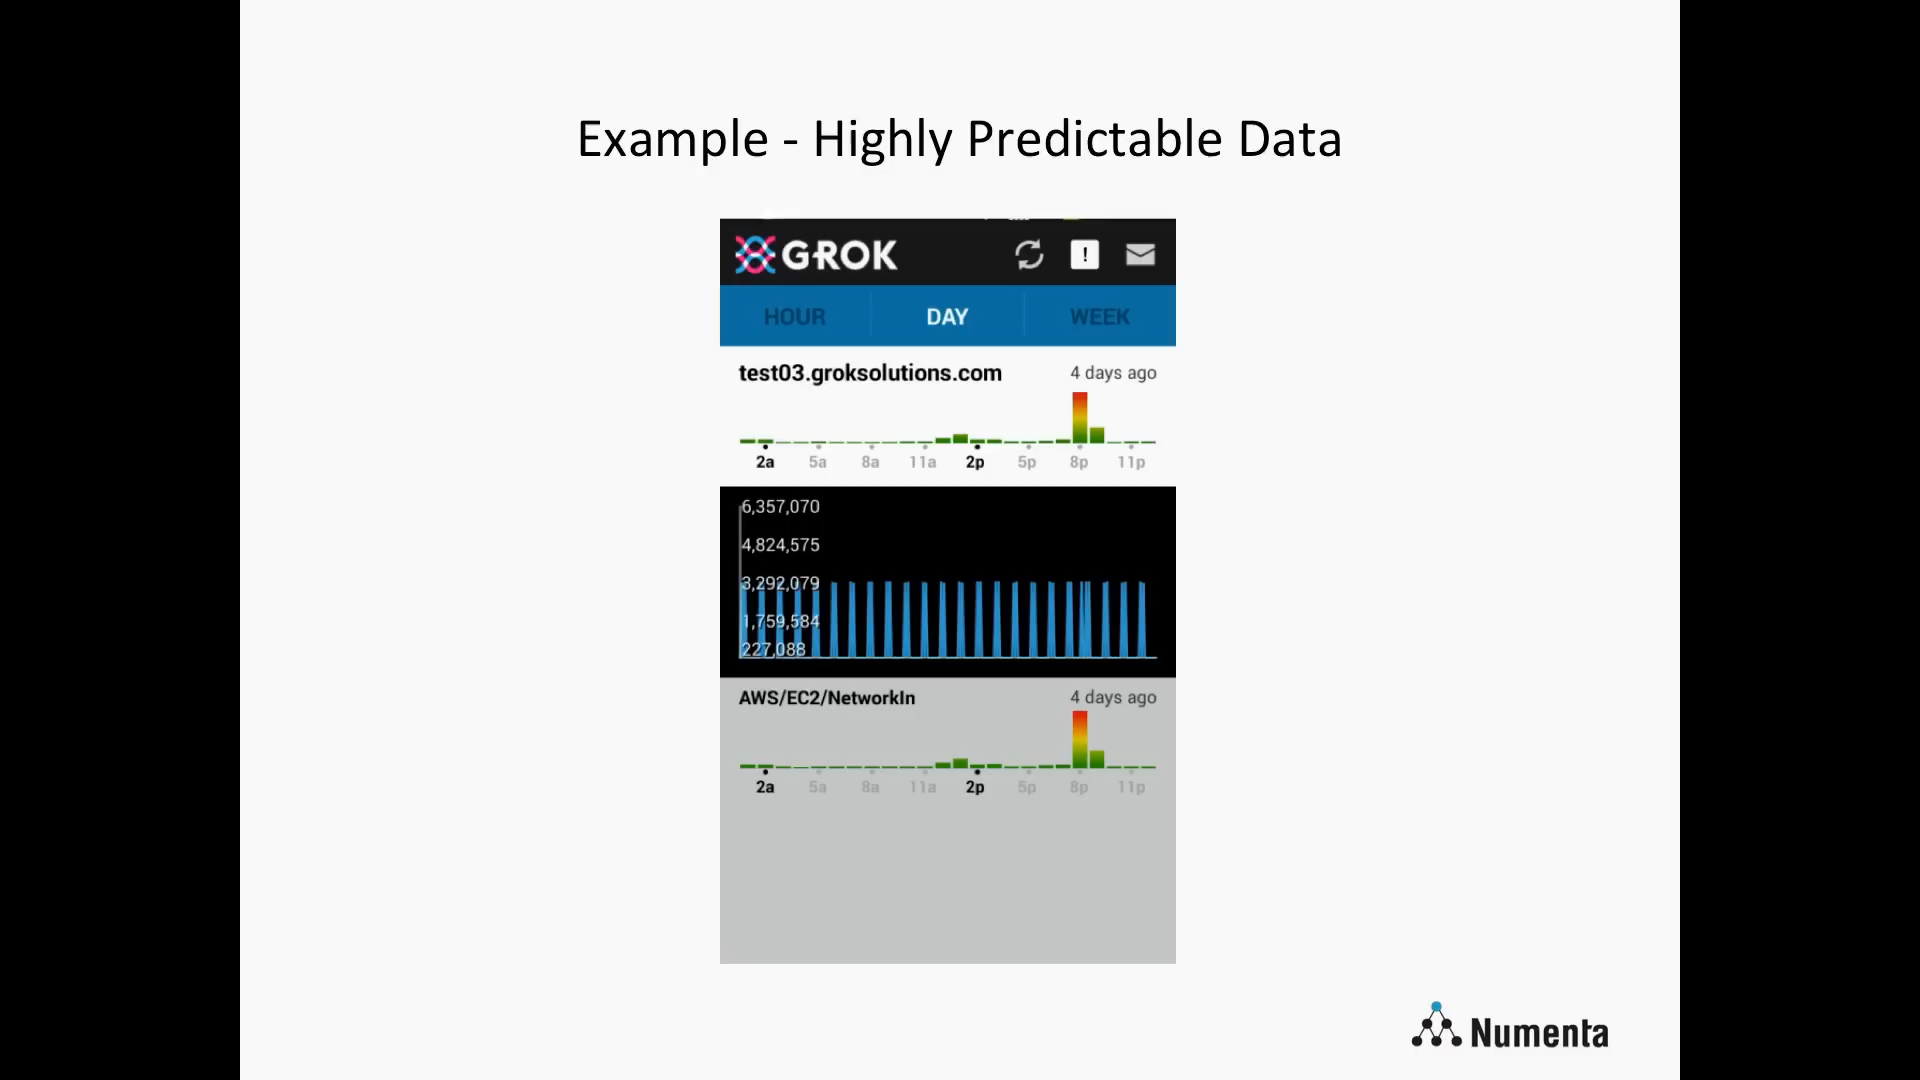 Example - Highly Predictable Data
GROK
!
HOUR DAY WEEK
test03.groksolutions.com 4 days ago
2a 5a 8a 11a 2p 5p 8p 11p
6,357,070
4,824,575
3,292,079
1,759,584
227,088
AWS/EC2/NetworkIn 4 days ago
2a 5a 8a 11a 2p 5p 8p 11p
Numenta